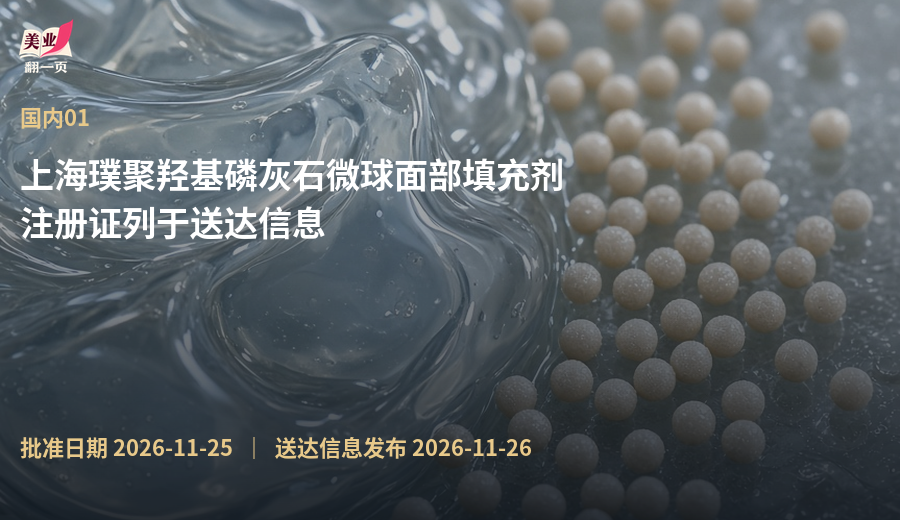 美业
翻一页
国内01
上海璞聚羟基磷灰石微球面部填充剂
注册证列于送达信息
批准日期 2026-11-25 ｜ 送达信息发布 2026-11-26